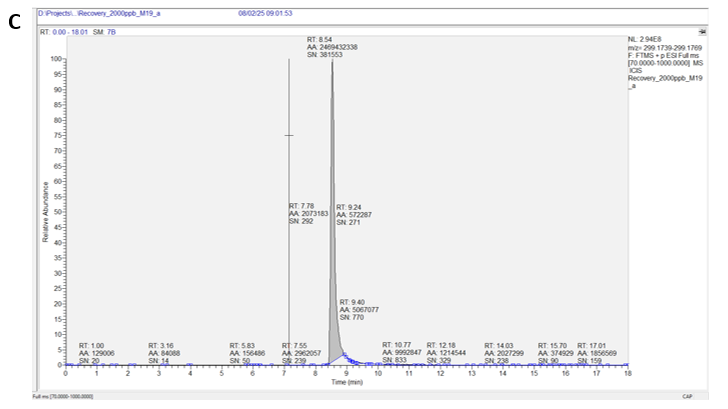 C
D:\Projects\...\Recovery_2000ppb_M19_a 08/02/25 09:01:53
RT: 0.00 - 18.01 SM: 7B
NL: 2.94E8
m/z= 299.1739-299.1769
F: FTMS + p ESI Full ms
[70.0000-1000.0000] MS
ICIS
Recovery_2000ppb_M19
_a
RT: 8.54
AA: 2469432338
SN: 381553
RT: 7.78
AA: 2073183
SN: 292
RT: 9.24
AA: 572287
SN: 271
RT: 9.40
AA: 5067077
SN: 770
RT: 1.00
AA: 129006
SN: 20
RT: 3.16
AA: 84088
SN: 14
RT: 5.83
AA: 156486
SN: 50
RT: 7.55
AA: 2962057
SN: 239
RT: 10.77
AA: 9992847
SN: 833
RT: 12.18
AA: 1214544
SN: 329
RT: 14.03
AA: 2027299
SN: 238
RT: 15.70
AA: 374929
SN: 90
RT: 17.01
AA: 1856569
SN: 159
Relative Abundance
100
95
90
85
80
75
70
65
60
55
50
45
40
35
30
25
20
15
10
5
0
0 1 2 3 4 5 6 7 8 9 10 11 12 13 14 15 16 17 18
Time (min)
Full ms [70.0000-1000.0000] CAP